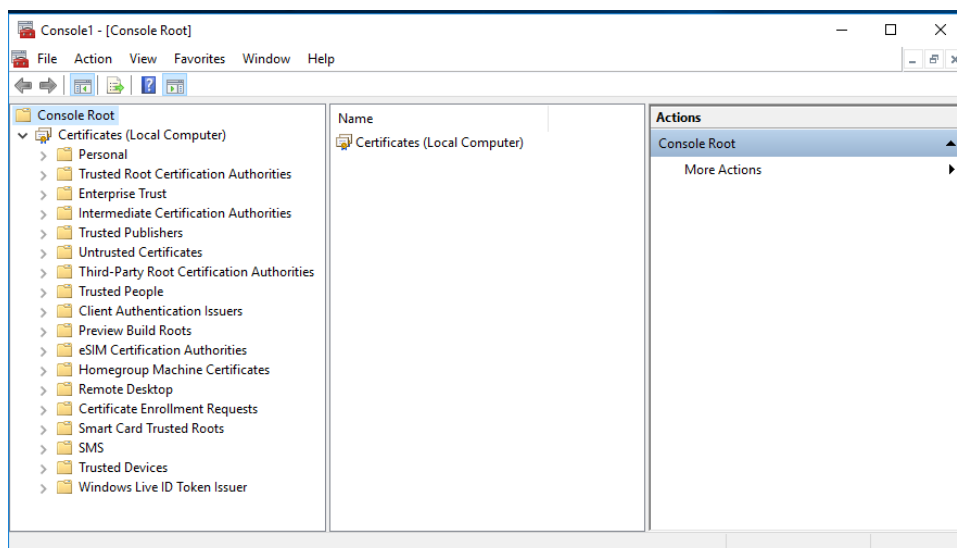 Console1 - [Console Root]
File Action View Favorites Window Help
Console Root
Certificates (Local Computer)
Personal
Trusted Root Certification Authorities
Enterprise Trust
Intermediate Certification Authorities
Trusted Publishers
Untrusted Certificates
Third-Party Root Certification Authorities
Trusted People
Client Authentication Issuers
Preview Build Roots
eSIM Certification Authorities
Homegroup Machine Certificates
Remote Desktop
Certificate Enrollment Requests
Smart Card Trusted Roots
SMS
Trusted Devices
Windows Live ID Token Issuer
Name
Certificates (Local Computer)
Actions
Console Root
More Actions